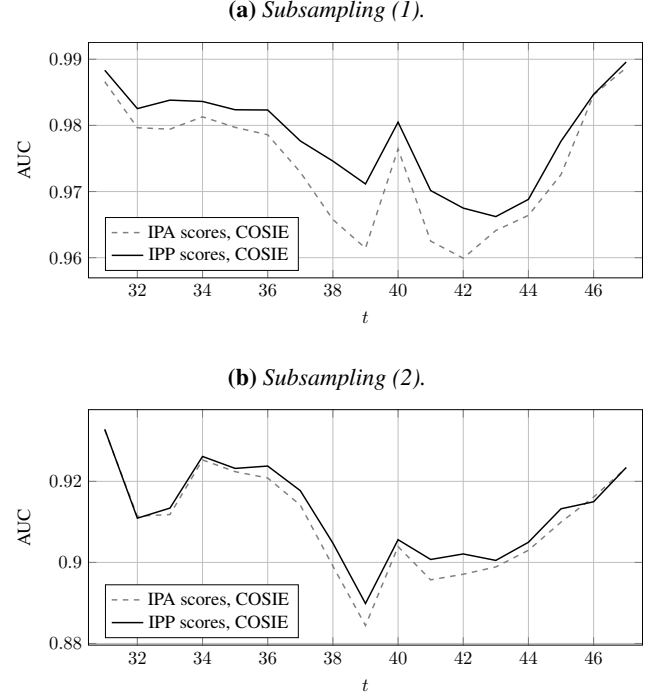 (a) Subsampling (1).
0.99
0.98
0.97
0.96
AUC
IPA scores, COSIE
IPP scores, COSIE
32 34 36 38 40 42 44 46
t
(b) Subsampling (2).
0.92
0.9
0.88
AUC
IPA scores, COSIE
IPP scores, COSIE
32 34 36 38 40 42 44 46
t